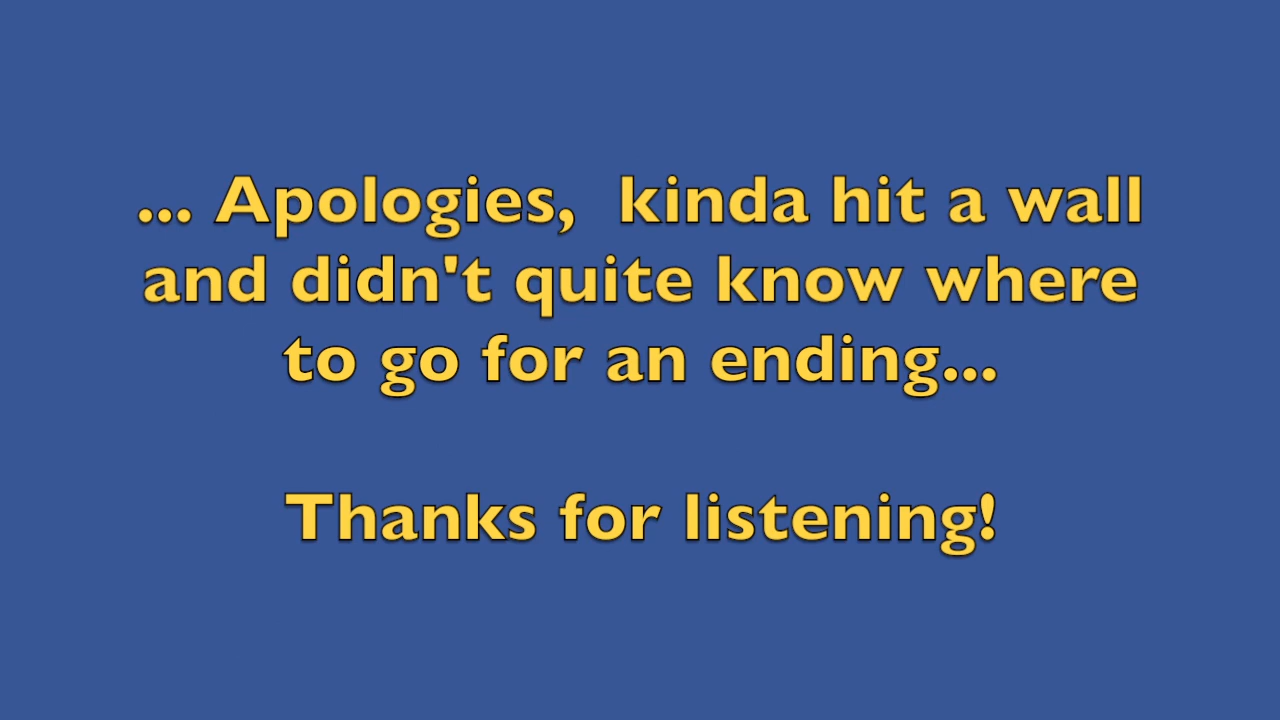 ... Apologies,  kinda hit a wall
and didn't quite know where
to go for an ending...
Thanks for listening!